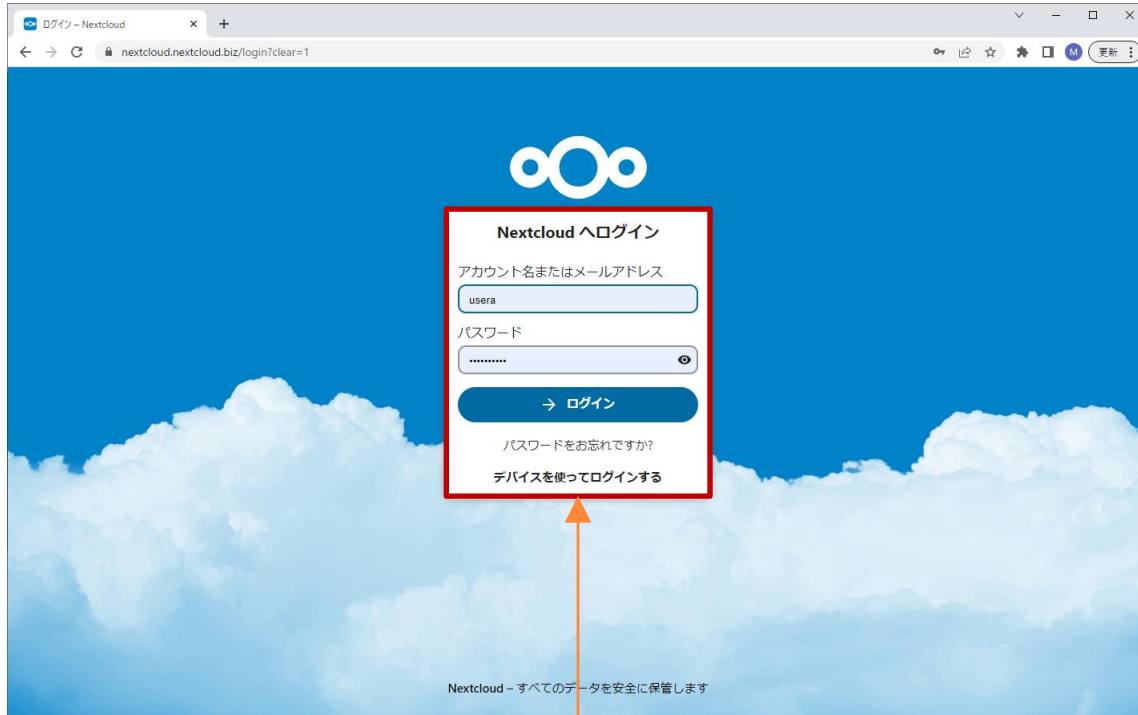 ログイン – Nextcloud
nextcloud.nextcloud.biz/login?clear=1
M
更新
Nextcloud へログイン
アカウント名またはメールアドレス
usera
パスワード
••••••••••
→ ログイン
パスワードをお忘れですか?
デバイスを使ってログインする
Nextcloud – すべてのデータを安全に保管します